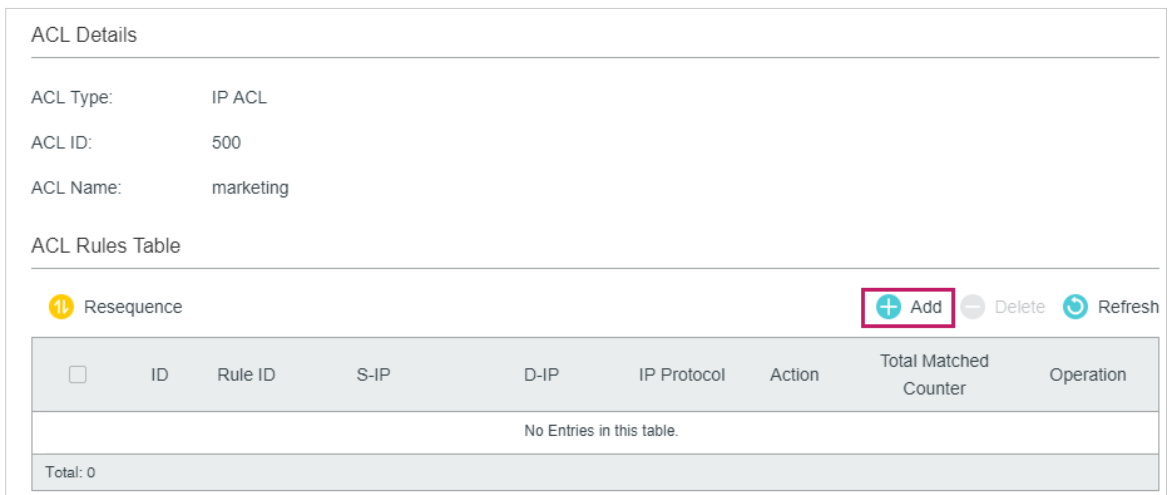 ACL Details
ACL Type: IP ACL
ACL ID: 500
ACL Name: marketing
ACL Rules Table
Resequence Add Delete Refresh
ID Rule ID S-IP D-IP IP Protocol Action Total Matched Counter Operation
No Entries in this table.
Total: 0